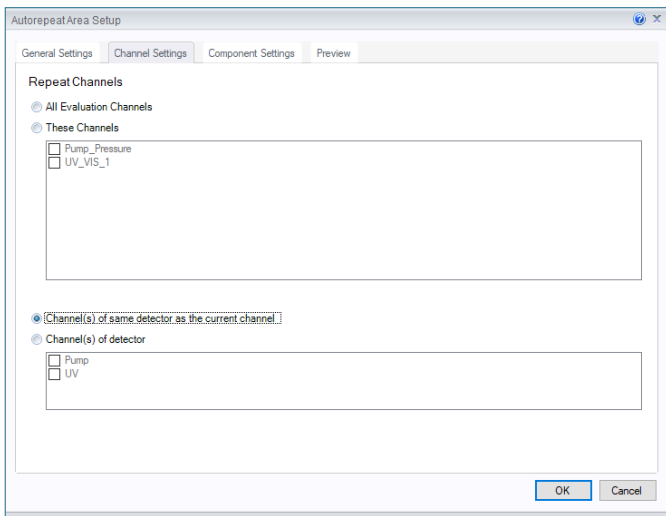 Autorepeat Area Setup
General Settings Channel Settings Component Settings Preview
Repeat Channels
All Evaluation Channels
These Channels
Pump_Pressure
UV_VIS_1
Channel(s) of same detector as the current channel
Channel(s) of detector
Pump
UV
OK Cancel